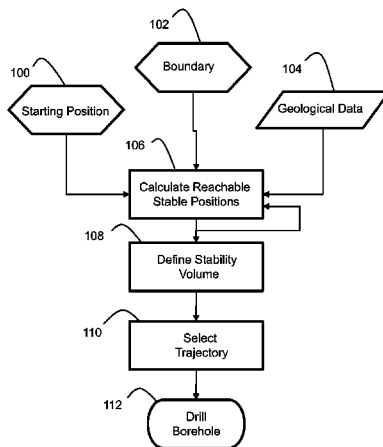 102
Boundary
100
Starting Position
104
Geological Data
106
Calculate Reachable
Stable Positions
108
Define Stability
Volume
110
Select
Trajectory
112
Drill
Borehole